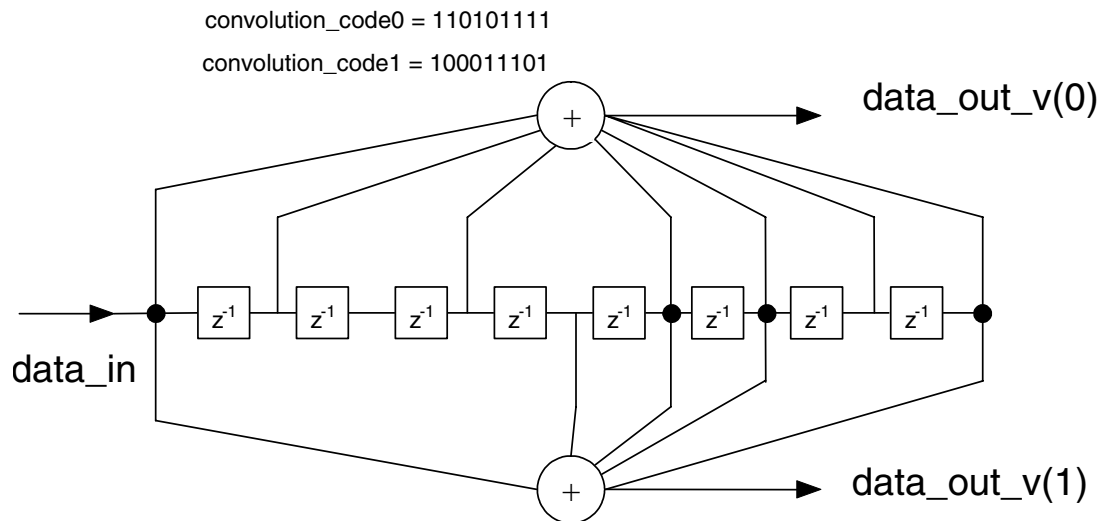 convolution_code0 = 110101111
convolution_code1 = 100011101
+
data_out_v(0)
z-1 z-1 z-1 z-1 z-1 z-1 z-1 z-1
data_in
+
data_out_v(1)